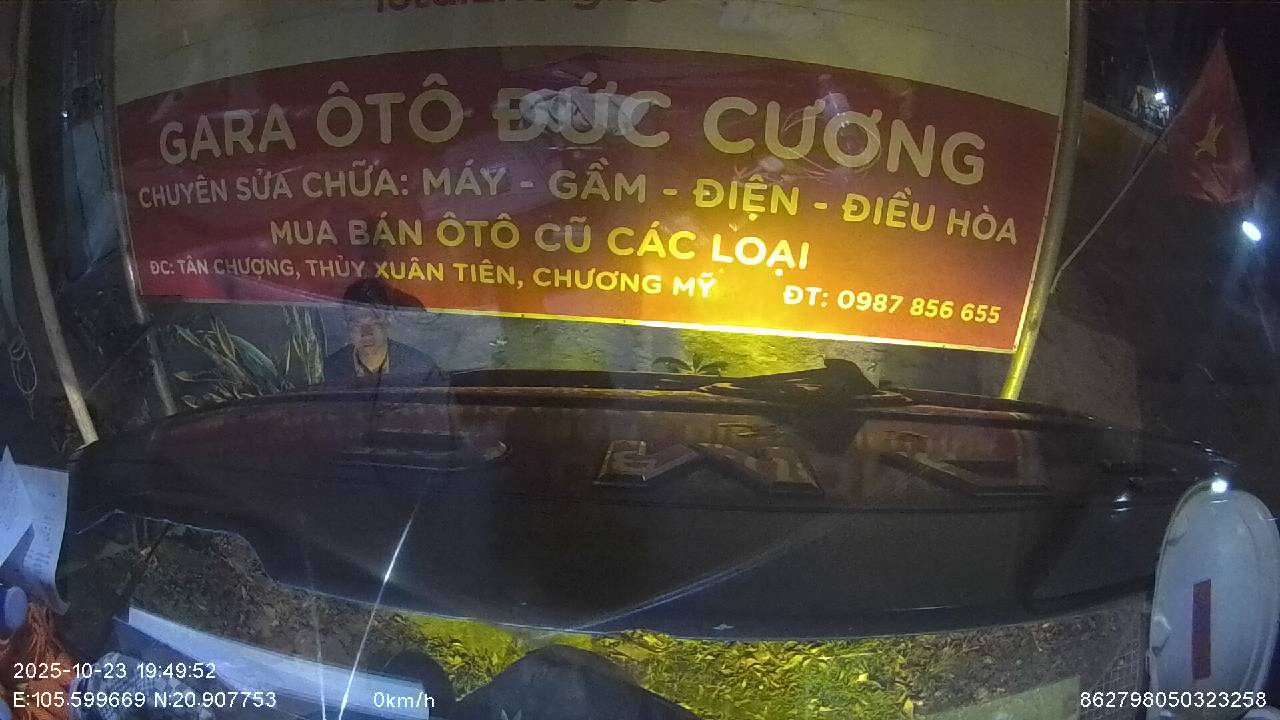 GARA ÔTÔ ĐỨC CƯƠNG
CHUYÊN SỬA CHỮA: MÁY - GẦM - ĐIỆN - ĐIỀU HÒA
MUA BÁN ÔTÔ CŨ CÁC LOẠI
ĐC: TÂN CHƯỢNG, THỦY XUÂN TIÊN, CHƯƠNG MỸ ĐT: 0987 856 655
2025-10-23 19:49:52
E:105.599669 N:20.907753 0km/h 862798050323258